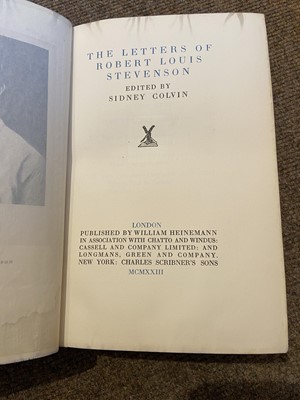 THE LETTERS OF
ROBERT LOUIS
STEVENSON
EDITED BY
SIDNEY COLVIN
LONDON
PUBLISHED BY WILLIAM HEINEMANN
IN ASSOCIATION WITH CHATTO AND WINDUS:
CASSELL AND COMPANY LIMITED: AND
LONGMANS, GREEN AND COMPANY.
NEW YORK: CHARLES SCRIBNER'S SONS
MCMXXIII